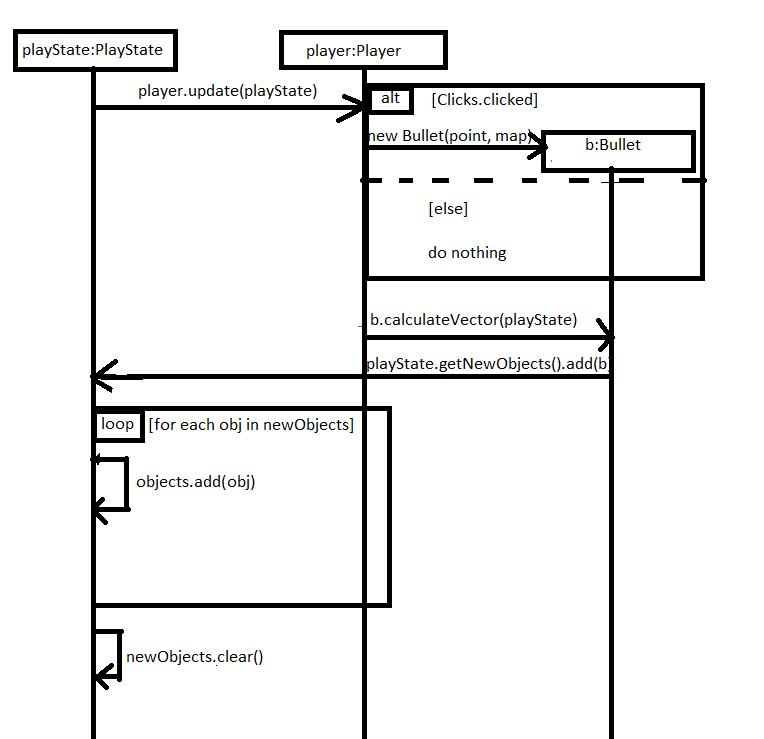 playState:PlayState
player:Player
player.update(playState)
alt
[Clicks.clicked]
new Bullet(point, map)
b:Bullet
[else]
do nothing
b.calculateVector(playState)
playState.getNewObjects().add(b)
loop
[for each obj in newObjects]
objects.add(obj)
newObjects.clear()